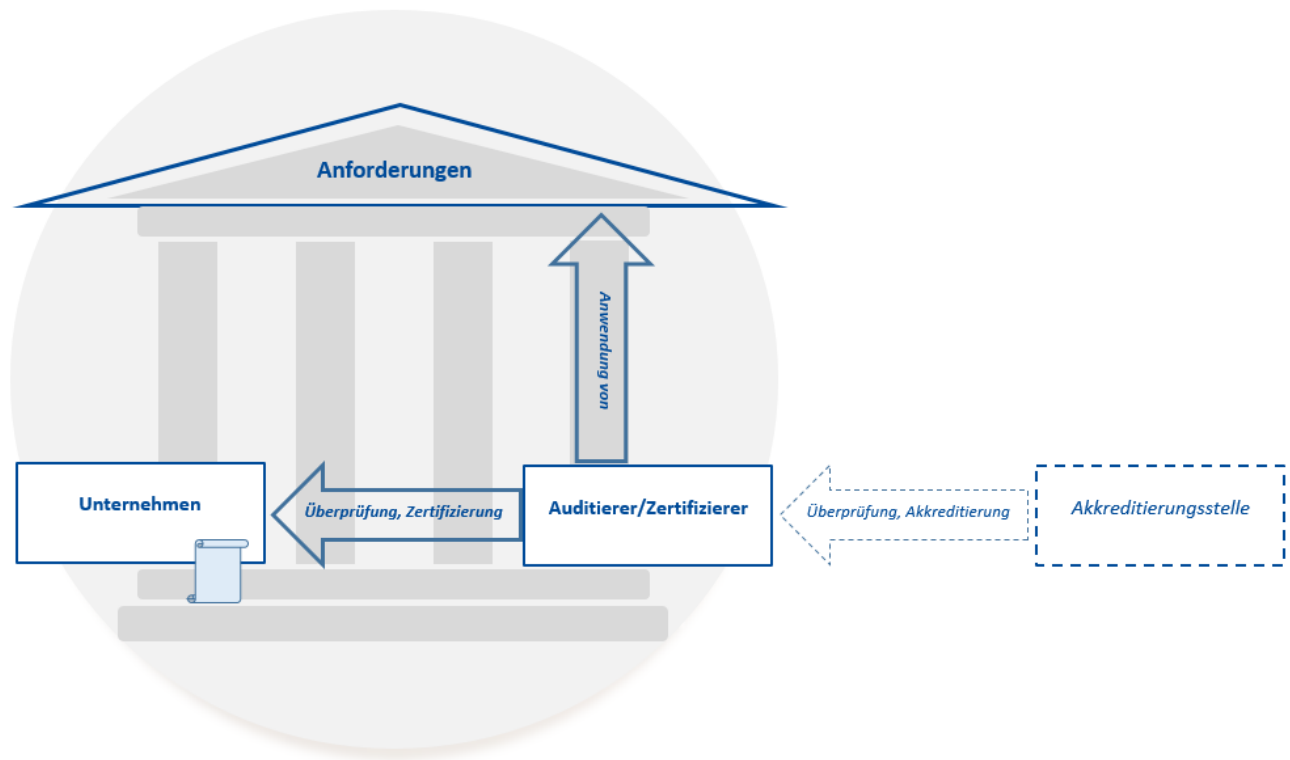 Anforderungen
Anwendung von
Unternehmen
Überprüfung, Zertifizierung
Auditierer/Zertifizierer
Überprüfung, Akkreditierung
Akkreditierungsstelle